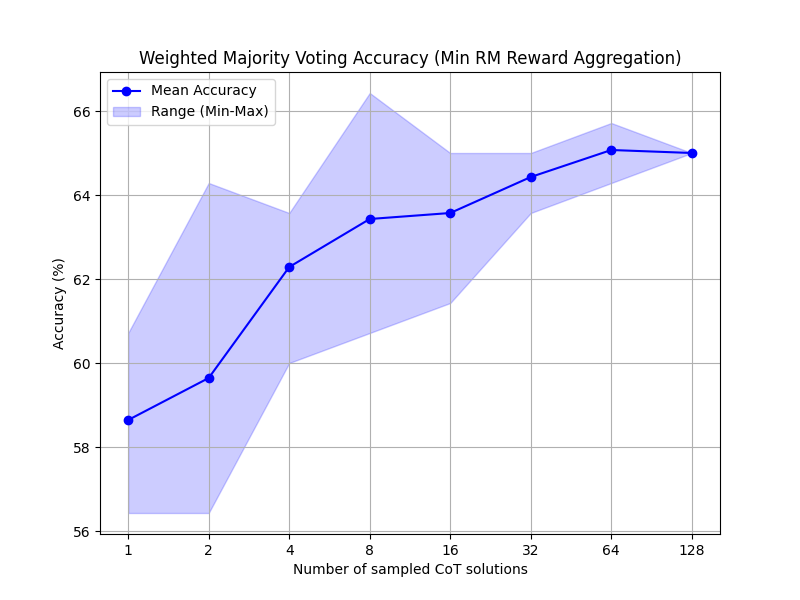 Weighted Majority Voting Accuracy (Min RM Reward Aggregation)
Mean Accuracy
Range (Min-Max)
66
64
62
60
58
56
Accuracy (%)
1 2 4 8 16 32 64 128
Number of sampled CoT solutions